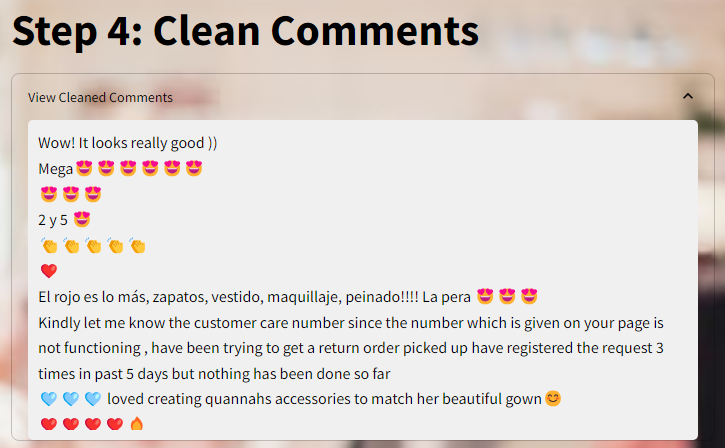 Step 4: Clean Comments
View Cleaned Comments
Wow! It looks really good ))
Mega😍 😍 😍 😍 😍 😍
😍 😍 😍
2 y 5 😍
👏 👏 👏 👏 👏
❤️
El rojo es lo más, zapatos, vestido, maquillaje, peinado!!!! La pera 😍 😍 😍
Kindly let me know the customer care number since the number which is given on your page is
not functioning , have been trying to get a return order picked up have registered the request 3
times in past 5 days but nothing has been done so far
🩵 🩵 🩵 loved creating quannahs accessories to match her beautiful gown😊
❤️ ❤️ ❤️ ❤️ 🔥